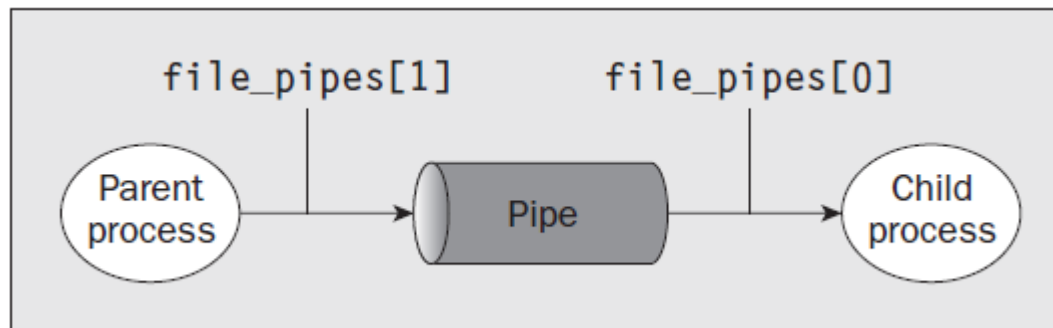 file_pipes[1]
file_pipes[0]
Parent
process
Pipe
Child
process